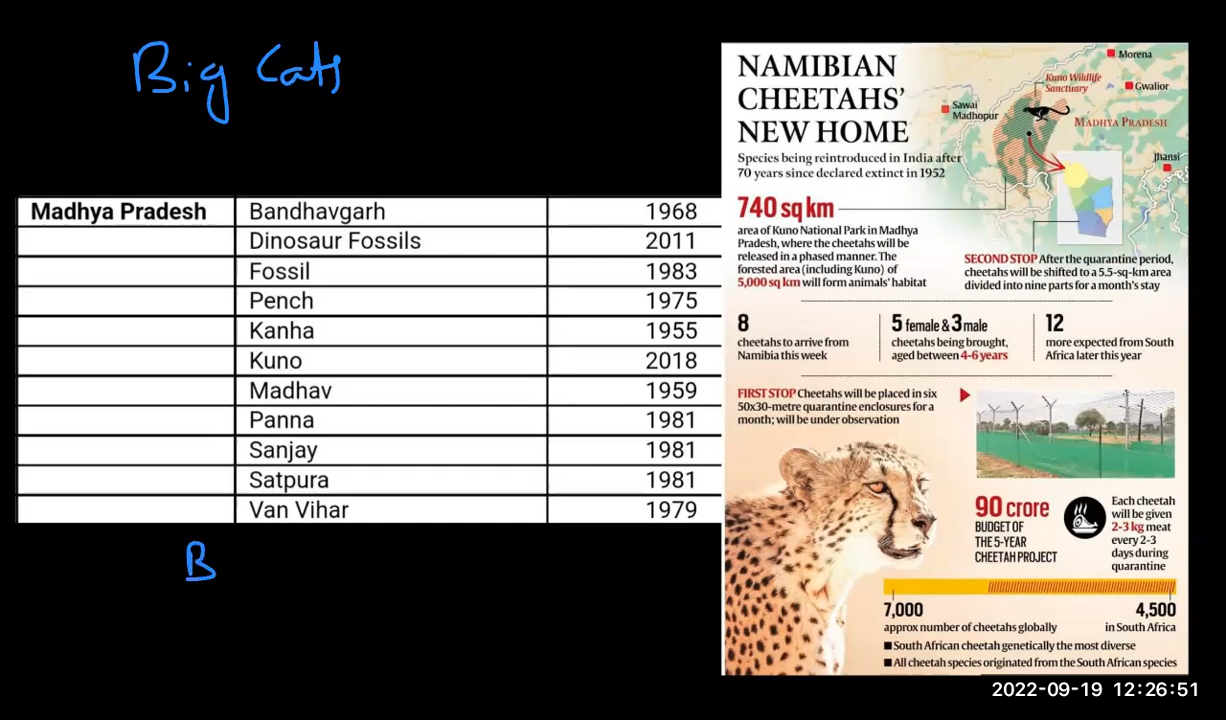 Big Cats
Madhya Pradesh Bandhavgarh 1968
Dinosaur Fossils 2011
Fossil 1983
Pench 1975
Kanha 1955
Kuno 2018
Madhav 1959
Panna 1981
Sanjay 1981
Satpura 1981
Van Vihar 1979
B
NAMIBIAN
CHEETAHS'
NEW HOME
Species being reintroduced in India after
70 years since declared extinct in 1952
Morena
Kuno Wildlife
Sanctuary
Gwalior
Sawai
Madhopur
MADHYA PRADESH
Jhansi
740 sq km
area of Kuno National Park in Madhya
Pradesh, where the cheetahs will be
released in a phased manner. The
forested area (including Kuno) of
5,000 sq km will form animals' habitat
SECOND STOP After the quarantine period,
cheetahs will be shifted to a 5.5-sq-km area
divided into nine parts for a month's stay
8
cheetahs to arrive from
Namibia this week
5 female & 3 male
cheetahs being brought,
aged between 4-6 years
12
more expected from South
Africa later this year
FIRST STOP Cheetahs will be placed in six
50x30-metre quarantine enclosures for a
month; will be under observation
90 crore
BUDGET OF
THE 5-YEAR
CHEETAH PROJECT
Each cheetah
will be given
2-3 kg meat
every 2-3
days during
quarantine
7,000
approx number of cheetahs globally
4,500
in South Africa
South African cheetah genetically the most diverse
All cheetah species originated from the South African species
2022-09-19 12:26:51